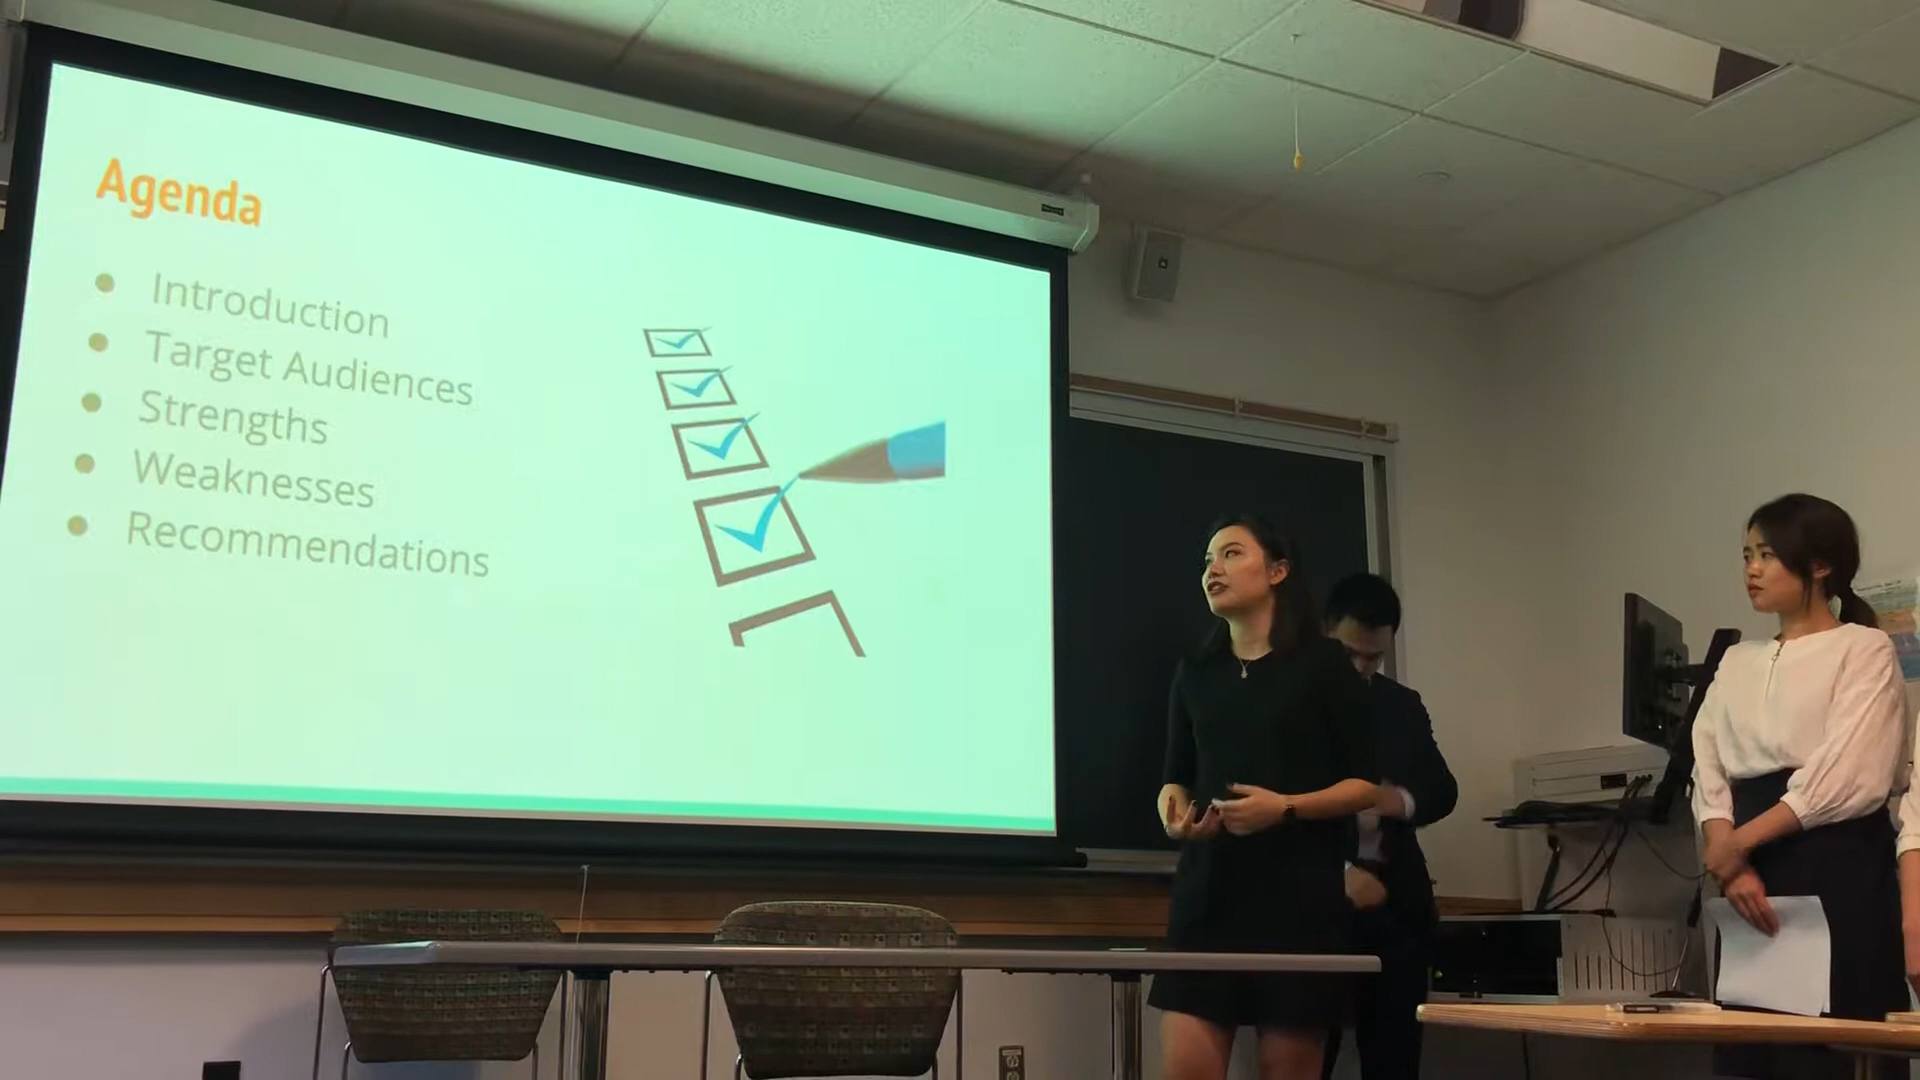 Agenda
Introduction
Target Audiences
Strengths
Weaknesses
Recommendations